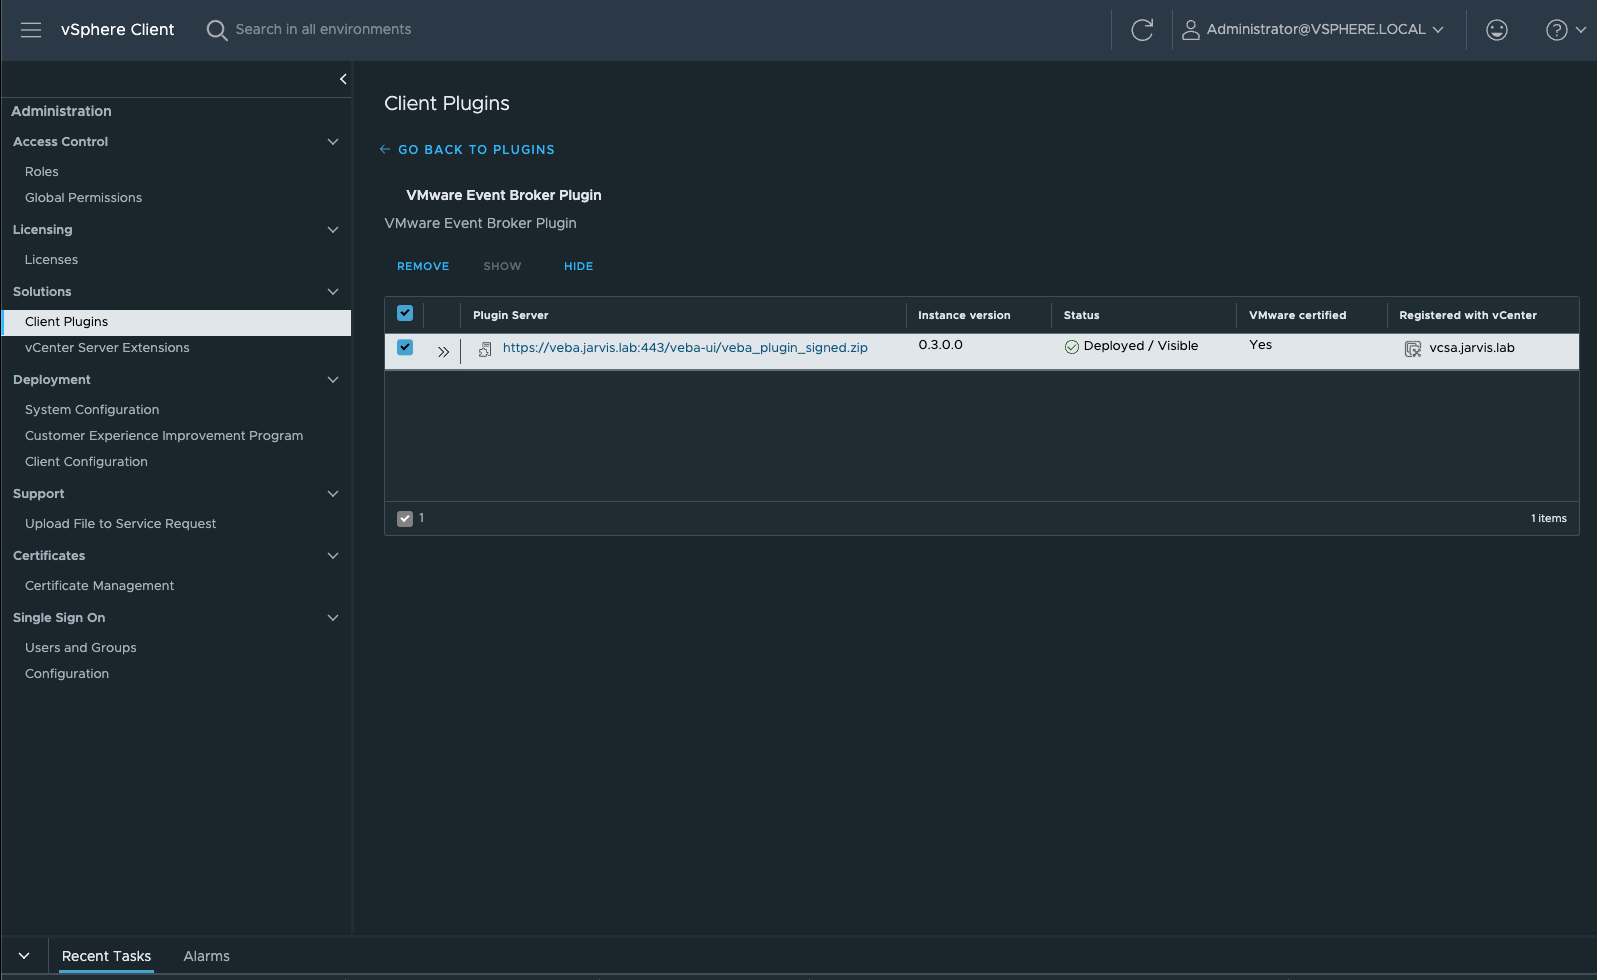 vSphere Client
Search in all environments
Administrator@VSPHERE.LOCAL
Administration
Access Control
Roles
Global Permissions
Licensing
Licenses
Solutions
Client Plugins
vCenter Server Extensions
Deployment
System Configuration
Customer Experience Improvement Program
Client Configuration
Support
Upload File to Service Request
Certificates
Certificate Management
Single Sign On
Users and Groups
Configuration
Client Plugins
GO BACK TO PLUGINS
VMware Event Broker Plugin
VMware Event Broker Plugin
REMOVE SHOW HIDE
Plugin Server Instance version Status VMware certified Registered with vCenter
https://veba.jarvis.lab:443/veba-ui/veba_plugin_signed.zip 0.3.0.0 Deployed / Visible Yes vcsa.jarvis.lab
1 1 items
Recent Tasks Alarms